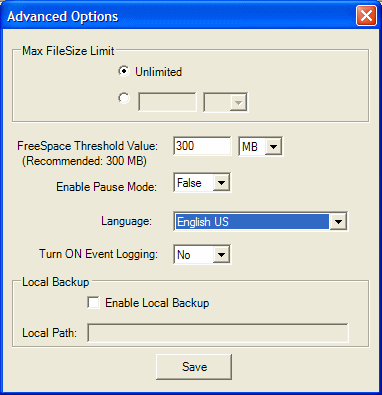 Advanced Options
Max FileSize Limit
Unlimited
FreeSpace Threshold Value: 300 MB
(Recommended: 300 MB)
Enable Pause Mode: False
Language: English US
Turn ON Event Logging: No
Local Backup
Enable Local Backup
Local Path:
Save